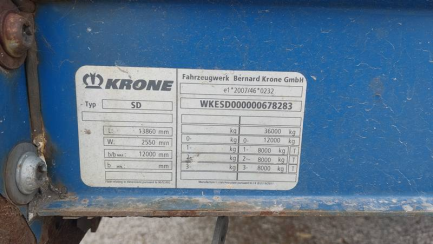 KRONE
Fahrzeugwerk Bernard Krone GmbH
e1*2007/46*0232
Typ SD
WKESD000000678283
L: 13860 mm
W: 2550 mm
12000 mm
h mm
kg 36000 kg
0- kg 0- 12000 kg
1- kg 1- 8000 kg T
kg 2- 8000 kg T
kg 3- 8000 kg T